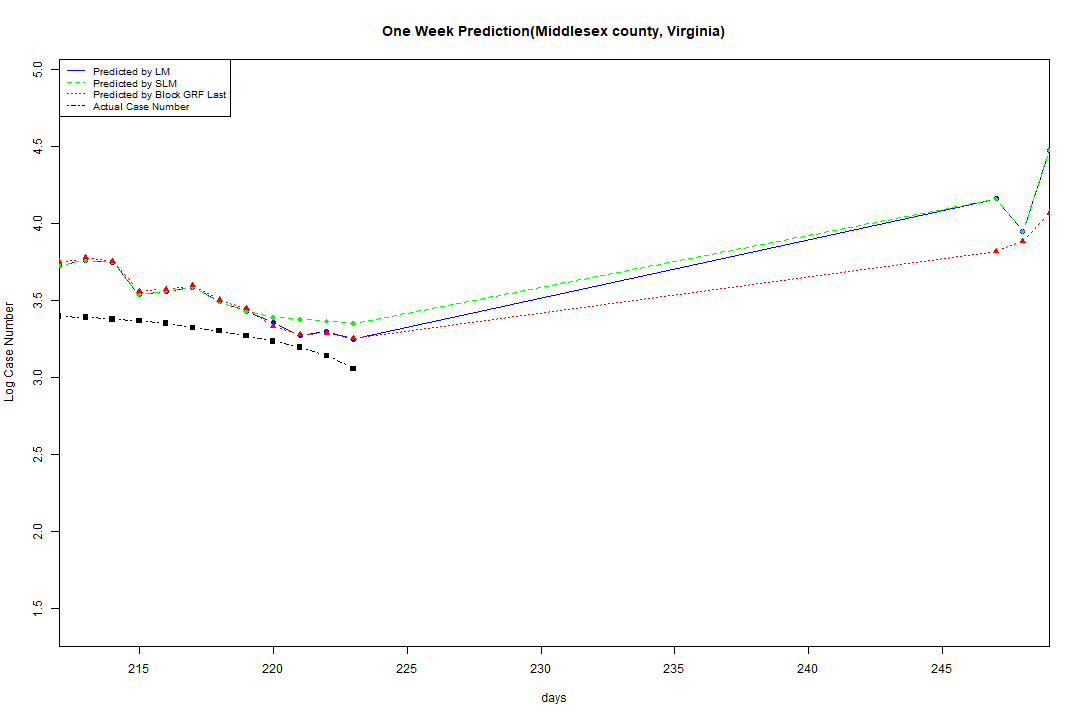 One Week Prediction(Middlesex county, Virginia)
Predicted by LM
Predicted by SLM
Predicted by Block GRF Last
Actual Case Number
5.0
4.5
4.0
3.5
3.0
2.5
2.0
1.5
Log Case Number
215
220
225
230
235
240
245
days